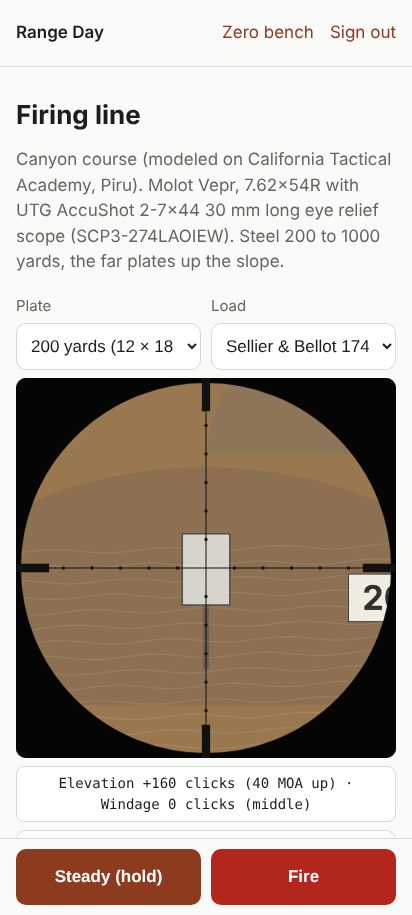 Range Day
Zero bench
Sign out
Firing line
Canyon course (modeled on California Tactical
Academy, Piru). Molot Vepr, 7.62×54R with
UTG AccuShot 2-7×44 30 mm long eye relief
scope (SCP3-274LAOIEW). Steel 200 to 1000
yards, the far plates up the slope.
Plate
Load
200 yards (12 × 18
Sellier & Bellot 174
Elevation +160 clicks (40 MOA up) ·
Windage 0 clicks (middle)
Steady (hold)
Fire